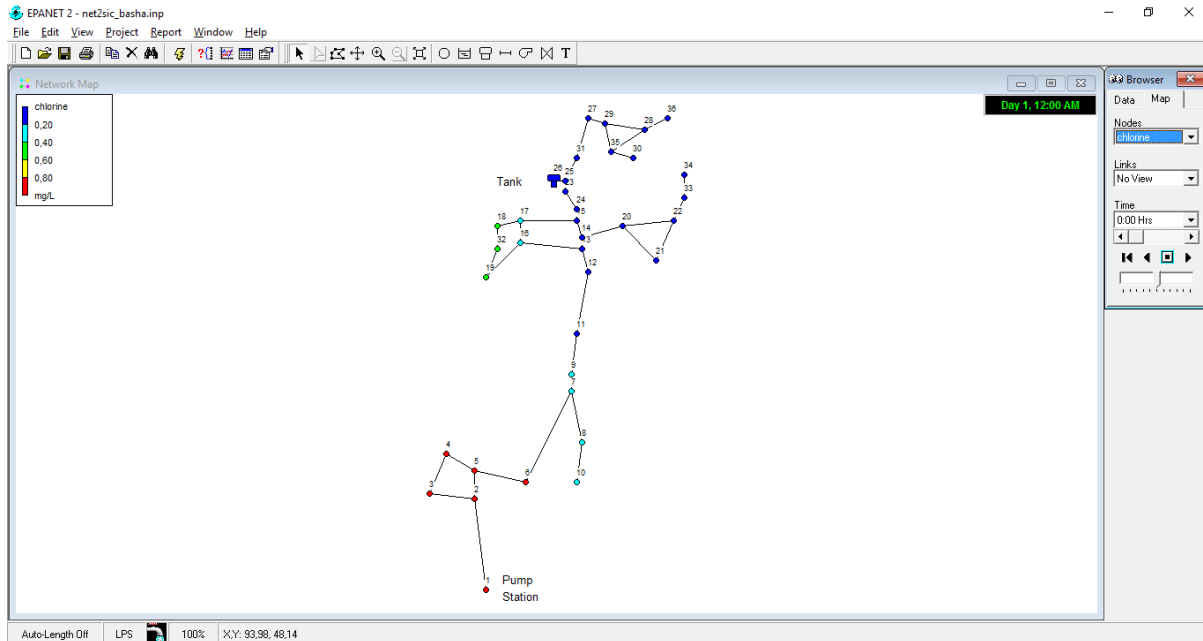 EPANET 2 - net2sic_basha.inp
File Edit View Project Report Window Help
Network Map
Browser
Data Map
Nodes
chlorine
Links
No View
Time
0:00 Hrs
Day 1, 12:00 AM
chlorine
0,20
0,40
0,60
0,80
mg/L
27
29
36
28
31
35
30
26
25
Tank
23
34
33
24
18
17
15
20
22
32
16
14
13
21
19
12
11
9
7
4
8
5
6
10
3
2
1
Pump
Station
Auto-Length Off LPS 100% X,Y: 93,98, 48,14